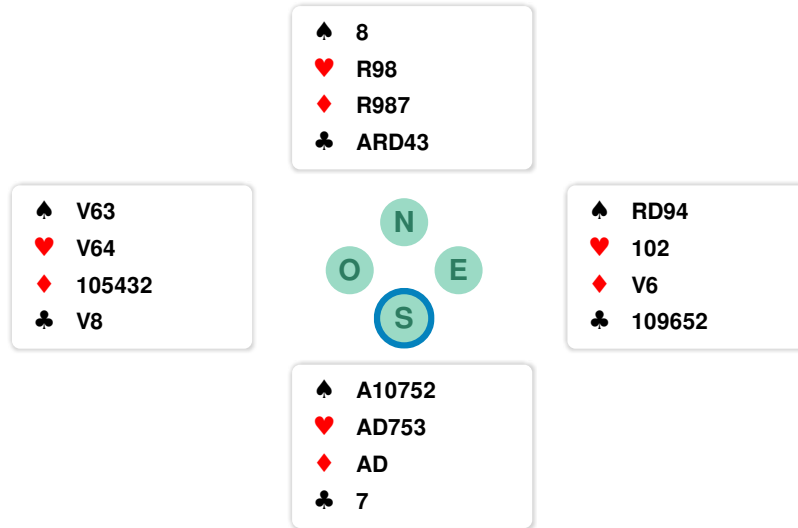 ♠ 8
♥ R98
♦ R987
♣ ARD43
♠ V63
♥ V64
♦ 105432
♣ V8
N
O E
S
♠ RD94
♥ 102
♦ V6
♣ 109652
♠ A10752
♥ AD753
♦ AD
♣ 7